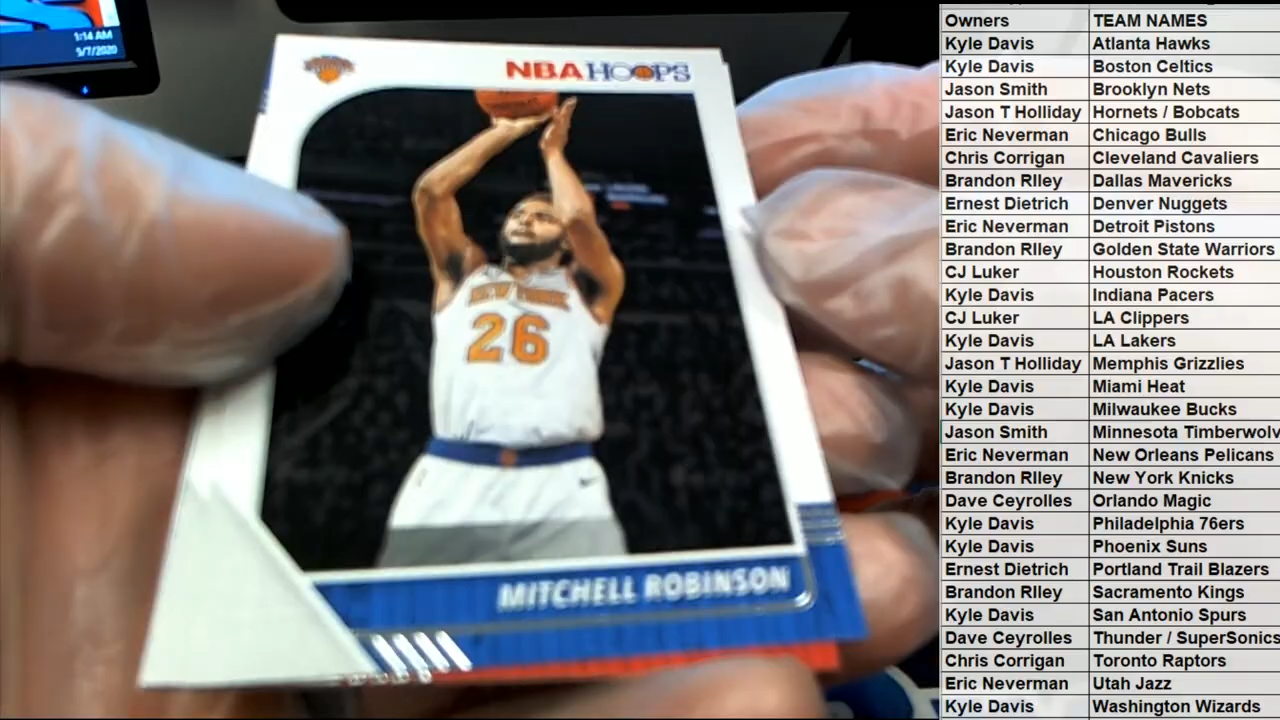 1:14 AM
9/7/2020
NBA HOOPS
NEW YORK
26
MITCHELL ROBINSON
Owners TEAM NAMES
Kyle Davis Atlanta Hawks
Kyle Davis Boston Celtics
Jason Smith Brooklyn Nets
Jason T Holliday Hornets / Bobcats
Eric Neverman Chicago Bulls
Chris Corrigan Cleveland Cavaliers
Brandon RIley Dallas Mavericks
Ernest Dietrich Denver Nuggets
Eric Neverman Detroit Pistons
Brandon RIley Golden State Warriors
CJ Luker Houston Rockets
Kyle Davis Indiana Pacers
CJ Luker LA Clippers
Kyle Davis LA Lakers
Jason T Holliday Memphis Grizzlies
Kyle Davis Miami Heat
Kyle Davis Milwaukee Bucks
Jason Smith Minnesota Timberwolv
Eric Neverman New Orleans Pelicans
Brandon RIley New York Knicks
Dave Ceyrolles Orlando Magic
Kyle Davis Philadelphia 76ers
Kyle Davis Phoenix Suns
Ernest Dietrich Portland Trail Blazers
Brandon RIley Sacramento Kings
Kyle Davis San Antonio Spurs
Dave Ceyrolles Thunder / SuperSonics
Chris Corrigan Toronto Raptors
Eric Neverman Utah Jazz
Kyle Davis Washington Wizards